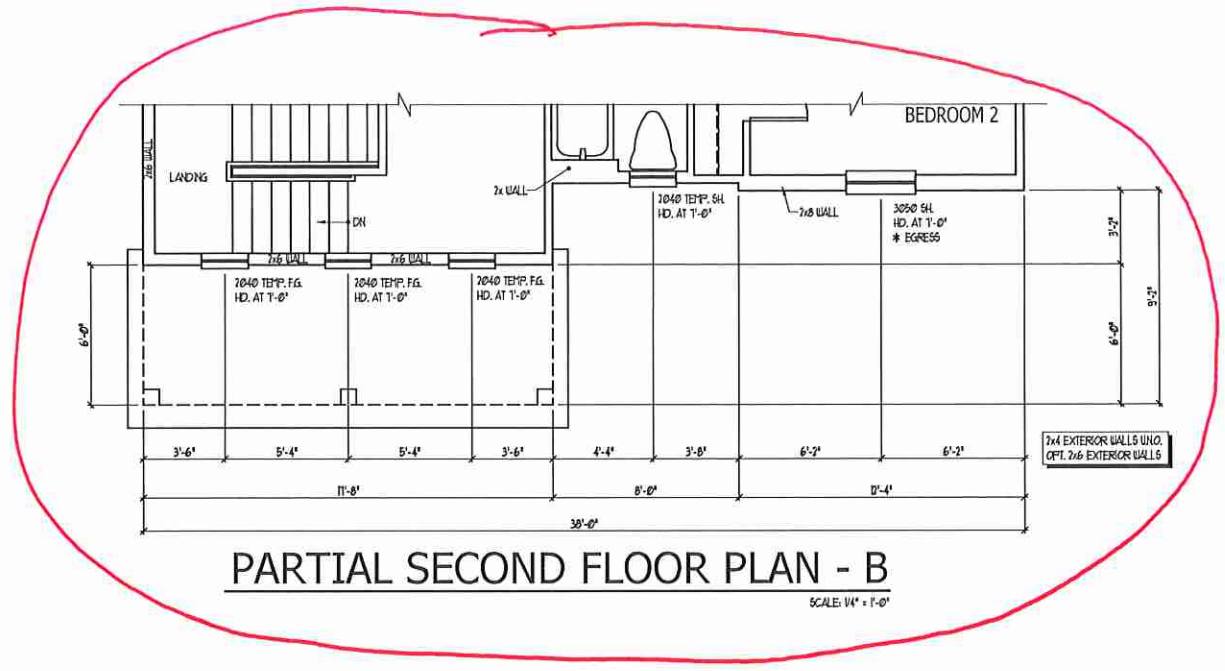 BEDROOM 2
2x6 WALL
LANDING
2x WALL
2040 TEMP. SH.
HD. AT 7'-0"
2x8 WALL
3050 SH.
HD. AT 7'-0"
* EGRESS
DN
3'-2"
2x6 WALL
2x6 WALL
2040 TEMP. F.G.
HD. AT 7'-0"
2040 TEMP. F.G.
HD. AT 7'-0"
2040 TEMP. F.G.
HD. AT 7'-0"
9'-2"
6'-0"
6'-0"
2x4 EXTERIOR WALLS U.N.O.
OPT. 2x6 EXTERIOR WALLS
3'-6"
5'-4"
5'-4"
3'-6"
4'-4"
3'-8"
6'-2"
6'-2"
17'-8"
8'-0"
12'-4"
38'-0"
PARTIAL SECOND FLOOR PLAN - B
SCALE: 1/4" = 1'-0"